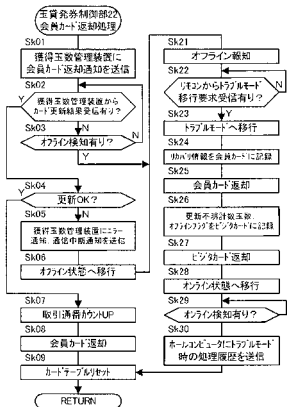 玉貸発券制御部22
会員カード返却処理
Sk01
獲得玉数管理装置に
会員カード返却通知を送信
Sk02
獲得玉数管理装置から
カード更新結果受信有り?
Y
N
Sk03
オフライン検知有り?
N
Y
Sk04
更新OK?
Y
N
Sk05
獲得玉数管理装置にエラー
通知、通信中断通知を送信
Sk06
オフライン状態へ移行
Sk07
取引通番カウントUP
Sk08
会員カード返却
Sk09
カードテーブルリセット
RETURN
Sk21
オフライン報知
Sk22
リモコンからトラブルモード
移行要求受信有り?
N
Sk23
Y
トラブルモードへ移行
Sk24
リカバリ情報を会員カードに記録
Sk25
会員カード返却
Sk26
更新不能計数玉数、
オフラインフラグをビジタカードに記録
Sk27
ビジタカード返却
Sk28
オンライン状態へ移行
Sk29
オンライン検知有り?
N
Sk30
Y
ホールコンピュータにトラブルモード
時の処理履歴を送信